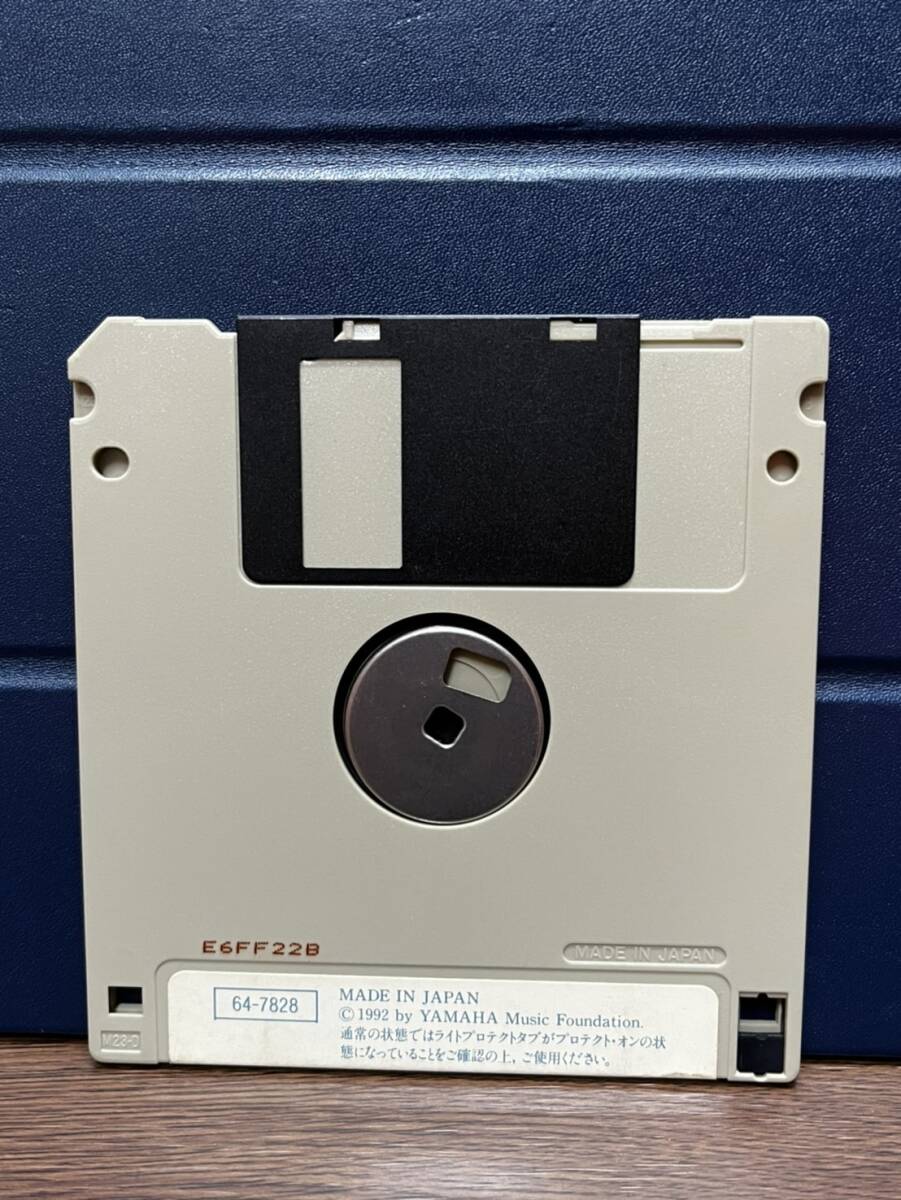 E6FF22B
MADE IN JAPAN
64-7828
MADE IN JAPAN
© 1992 by YAMAHA Music Foundation.
通常の状態ではライトプロテクトタブがプロテクト・オンの状
態になっていることをご確認の上, ご使用ください。
M23-D